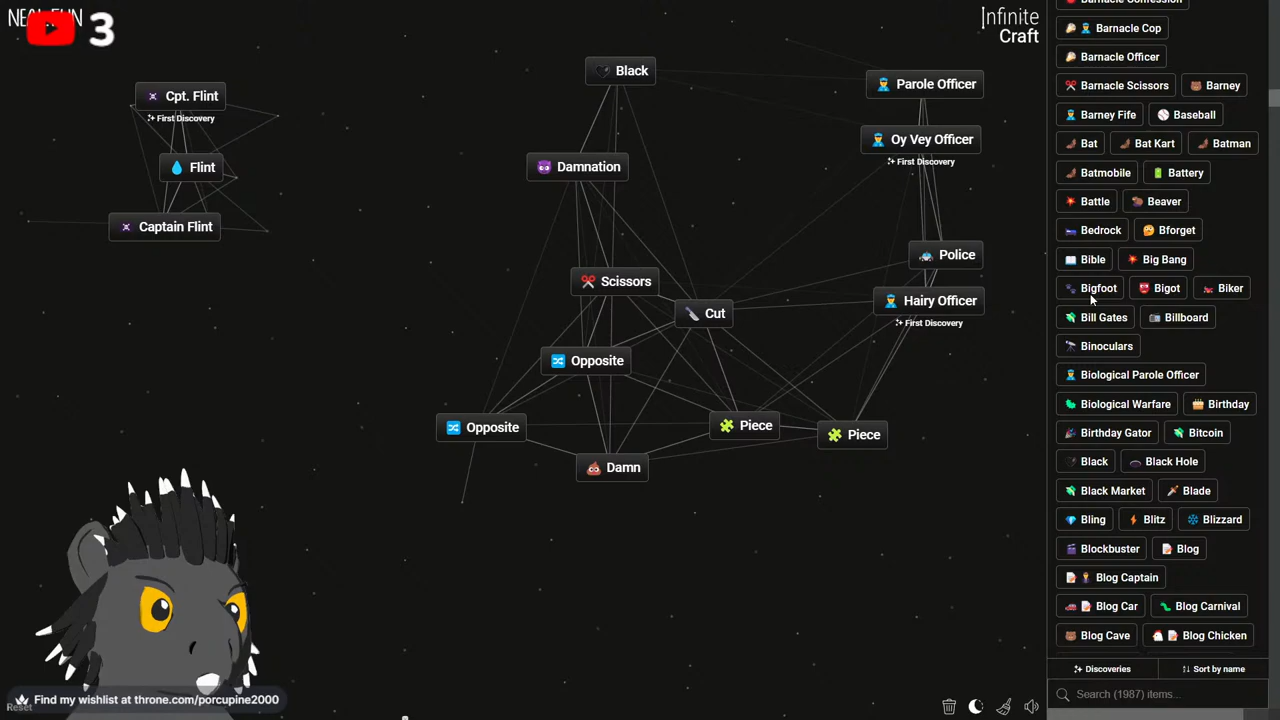 NEAL.FUN
3
Infinite
Craft
Cpt. Flint
First Discovery
Flint
Captain Flint
Black
Damnation
Scissors
Cut
Opposite
Opposite
Piece
Piece
Damn
Parole Officer
Oy Vey Officer
First Discovery
Police
Hairy Officer
First Discovery
Barnacle Confession
Barnacle Cop
Barnacle Officer
Barnacle Scissors Barney
Barney Fife Baseball
Bat Bat Kart Batman
Batmobile Battery
Battle Beaver
Bedrock Bforget
Bible Big Bang
Bigfoot Bigot Biker
Bill Gates Billboard
Binoculars
Biological Parole Officer
Biological Warfare Birthday
Birthday Gator Bitcoin
Black Black Hole
Black Market Blade
Bling Blitz Blizzard
Blockbuster Blog
Blog Captain
Blog Car Blog Carnival
Blog Cave Blog Chicken
Discoveries Sort by name
Search (1987) items...
Find my wishlist at throne.com/porcupine2000
Reset